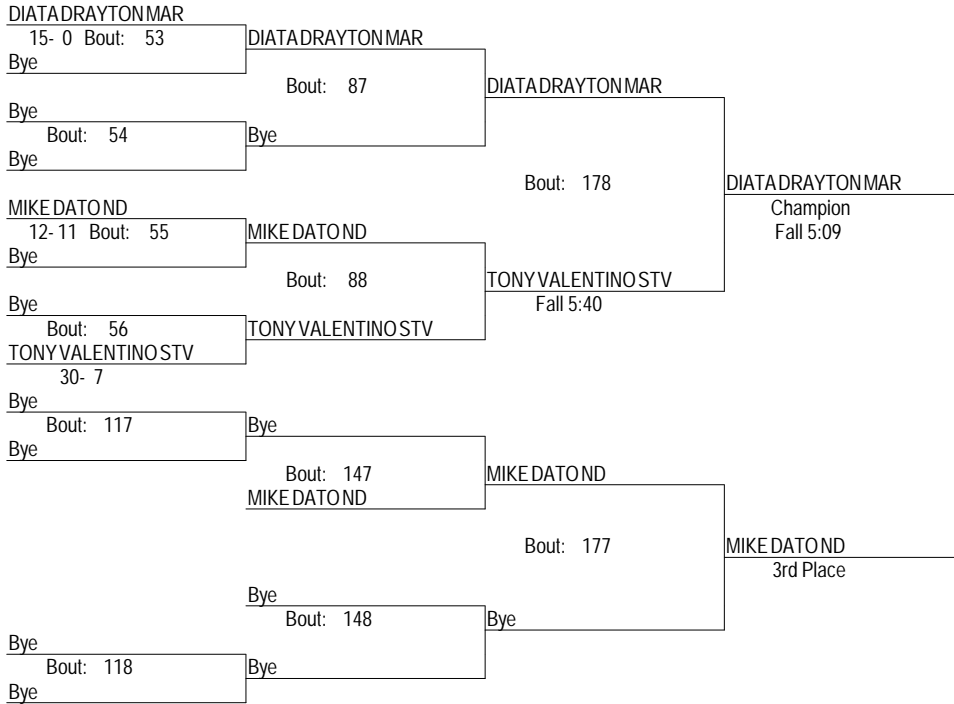 DIATA DRAYTON MAR
15- 0 Bout: 53
DIATA DRAYTON MAR
Bye
Bout: 87
DIATA DRAYTON MAR
Bye
Bout: 54
Bye
Bye
Bout: 178
DIATA DRAYTON MAR
MIKE DATO ND
Champion
12- 11 Bout: 55
MIKE DATO ND
Fall 5:09
Bye
Bout: 88
TONY VALENTINO STV
Bye
Fall 5:40
Bout: 56
TONY VALENTINO STV
TONY VALENTINO STV
30- 7
Bye
Bout: 117
Bye
Bye
Bout: 147
MIKE DATO ND
MIKE DATO ND
Bout: 177
MIKE DATO ND
3rd Place
Bye
Bout: 148
Bye
Bye
Bout: 118
Bye
Bye